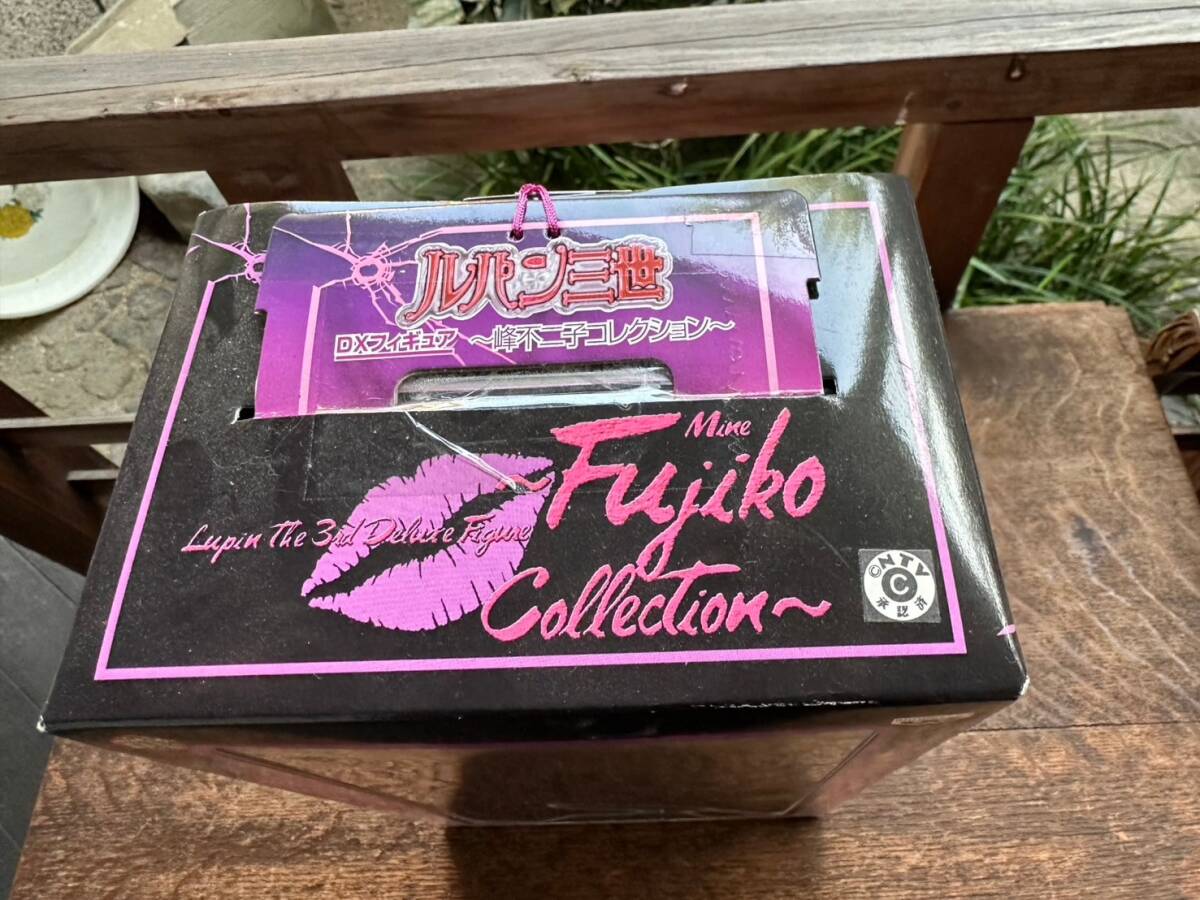 ルパン三世
DXフィギュア ～峰不二子コレクション～
Mine
～Fujiko
Lupin The 3rd Deluxe Figure
Collection～
©NTV
C
承認済